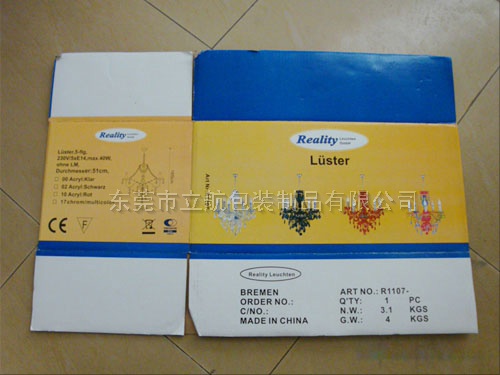 Reality Leuchten
GmbH
Lüster 5-flg.
230V/5xE14,max.40W,
ohne LM,
Durchmesser:51cm,
00 Acryl:Klar
02 Acryl:Schwarz
10 Acryl:Rot
17chrom/multicolor
CE
F
Reality Leuchten
GmbH
Lüster
东莞市立航包装制品有限公司
Reality Leuchten
BREMEN
ORDER NO.:
C/NO.:
MADE IN CHINA
ART NO.: R1107-
Q'TY: 1 PC
N.W.: 3.1 KGS
G.W.: 4 KGS